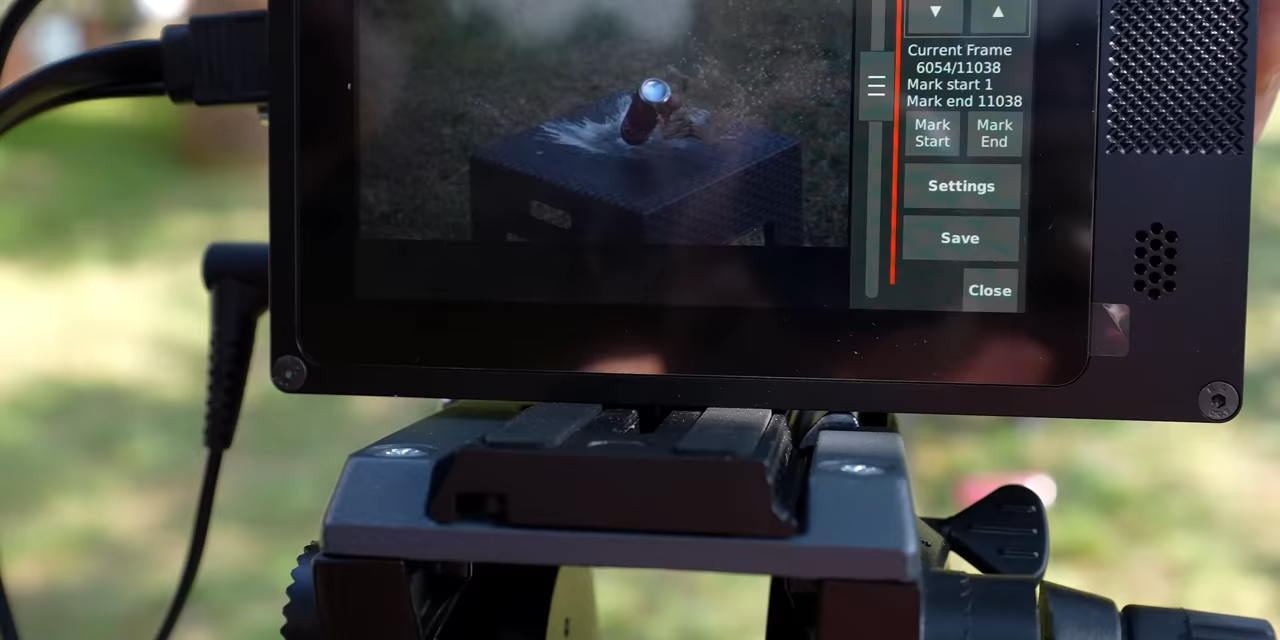 Current Frame
6054/11038
Mark start 1
Mark end 11038
Mark Start
Mark End
Settings
Save
Close